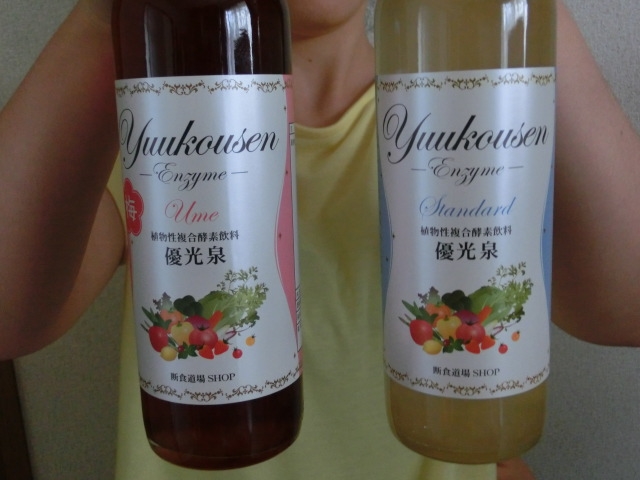 Yuukousen
Enzyme
Ume
梅
植物性複合酵素飲料
優光泉
断食道場 SHOP
Yuukousen
Enzyme
Standard
植物性複合酵素飲料
優光泉
断食道場 SHOP